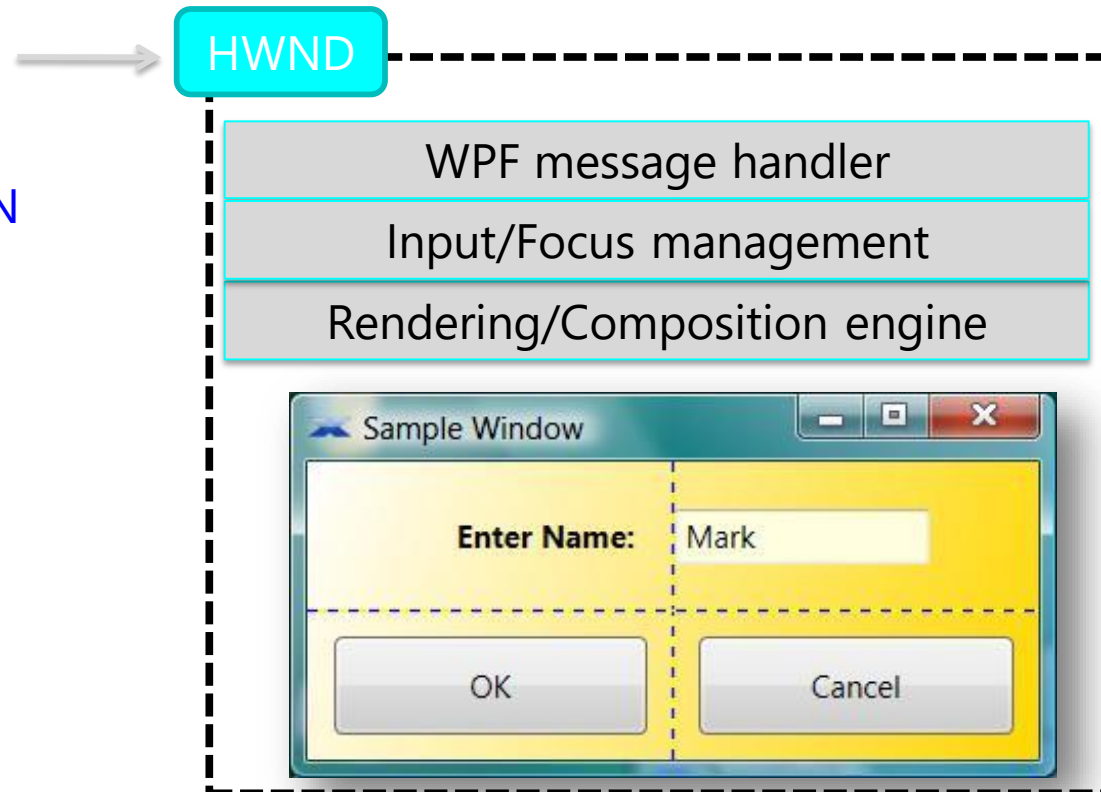 HWND
WPF message handler
N
Input/Focus management
Rendering/Composition engine
Sample Window
Enter Name: Mark
OK Cancel